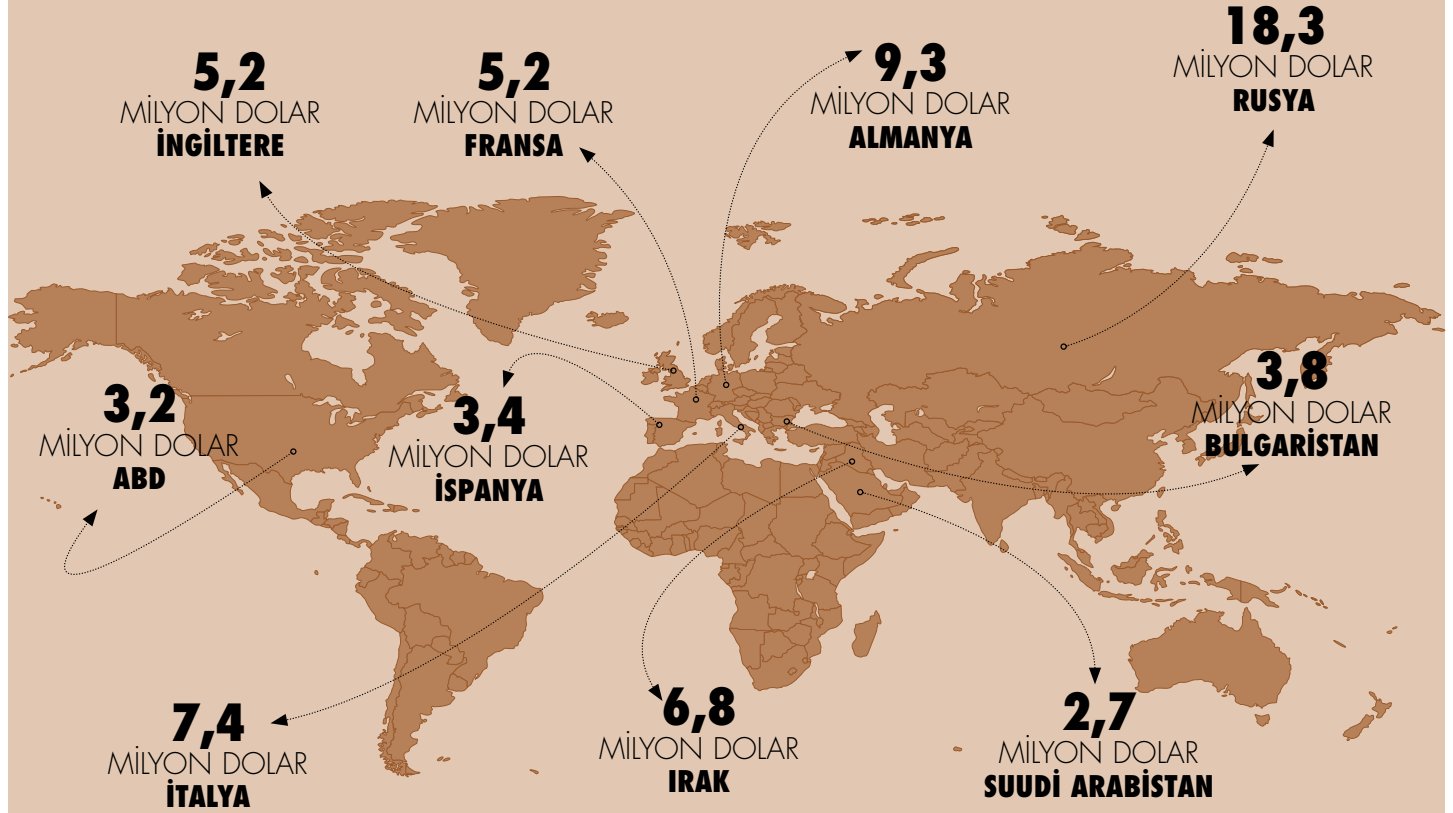 5,2
MİLYON DOLAR
İNGİLTERE
5,2
MİLYON DOLAR
FRANSA
9,3
MİLYON DOLAR
ALMANYA
18,3
MİLYON DOLAR
RUSYA
3,2
MİLYON DOLAR
ABD
3,4
MİLYON DOLAR
İSPANYA
3,8
MİLYON DOLAR
BULGARİSTAN
7,4
MİLYON DOLAR
İTALYA
6,8
MİLYON DOLAR
IRAK
2,7
MİLYON DOLAR
SUUDİ ARABİSTAN